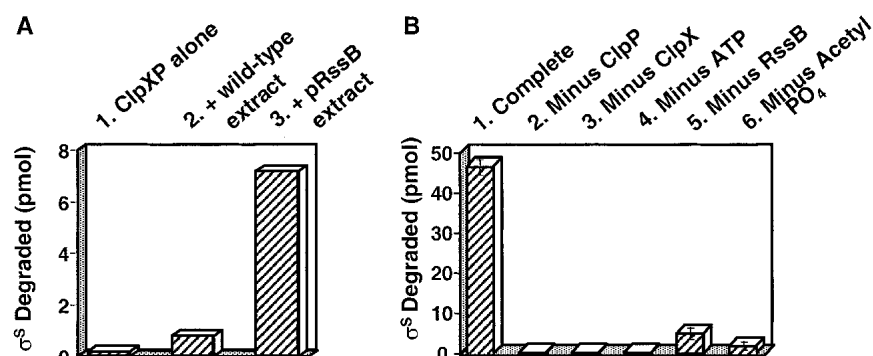 A
1. ClpXP alone
2. + wild-type
extract
3. + pRssB
extract
8
6
4
2
0
σS Degraded (pmol)
B
1. Complete
2. Minus ClpP
3. Minus ClpX
4. Minus ATP
5. Minus RssB
6. Minus Acetyl
PO4
50
40
30
20
10
0
σS Degraded (pmol)